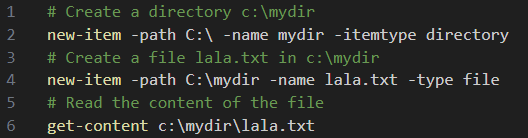 1 # Create a directory c:\mydir
2 new-item -path C:\ -name mydir -itemtype directory
3 # Create a file lala.txt in c:\mydir
4 new-item -path C:\mydir -name lala.txt -type file
5 # Read the content of the file
6 get-content c:\mydir\lala.txt